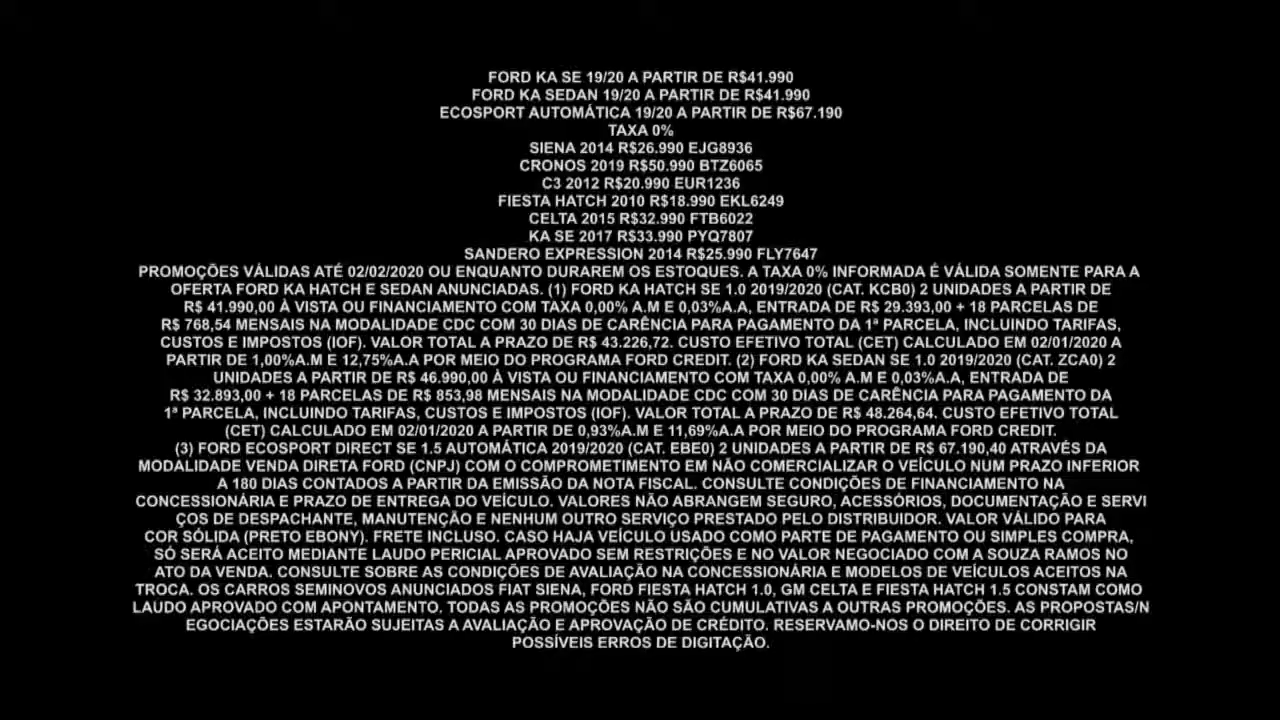 FORD KA SE 19/20 A PARTIR DE R$41.990
FORD KA SEDAN 19/20 A PARTIR DE R$41.990
ECOSPORT AUTOMÁTICA 19/20 A PARTIR DE R$67.190
TAXA 0%
SIENA 2014 R$26.990 EJG8936
CRONOS 2019 R$50.990 BTZ6065
C3 2012 R$20.990 EUR1236
FIESTA HATCH 2010 R$18.990 EKL6249
CELTA 2015 R$32.990 FTB6022
KA SE 2017 R$33.990 PYQ7807
SANDERO EXPRESSION 2014 R$25.990 FLY7647
PROMOÇÕES VÁLIDAS ATÉ 02/02/2020 OU ENQUANTO DURAREM OS ESTOQUES. A TAXA 0% INFORMADA É VÁLIDA SOMENTE PARA A
OFERTA FORD KA HATCH E SEDAN ANUNCIADAS. (1) FORD KA HATCH SE 1.0 2019/2020 (CAT. KCB0) 2 UNIDADES A PARTIR DE
R$ 41.990,00 À VISTA OU FINANCIAMENTO COM TAXA 0,00% A.M E 0,03%A.A, ENTRADA DE R$ 29.393,00 + 18 PARCELAS DE
R$ 768,54 MENSAIS NA MODALIDADE CDC COM 30 DIAS DE CARÊNCIA PARA PAGAMENTO DA 1ª PARCELA, INCLUINDO TARIFAS,
CUSTOS E IMPOSTOS (IOF). VALOR TOTAL A PRAZO DE R$ 43.226,72. CUSTO EFETIVO TOTAL (CET) CALCULADO EM 02/01/2020 A
PARTIR DE 1,00%A.M E 12,75%A.A POR MEIO DO PROGRAMA FORD CREDIT. (2) FORD KA SEDAN SE 1.0 2019/2020 (CAT. ZCA0) 2
UNIDADES A PARTIR DE R$ 46.990,00 À VISTA OU FINANCIAMENTO COM TAXA 0,00% A.M E 0,03%A.A, ENTRADA DE
R$ 32.893,00 + 18 PARCELAS DE R$ 853,98 MENSAIS NA MODALIDADE CDC COM 30 DIAS DE CARÊNCIA PARA PAGAMENTO DA
1ª PARCELA, INCLUINDO TARIFAS, CUSTOS E IMPOSTOS (IOF). VALOR TOTAL A PRAZO DE R$ 48.264,64. CUSTO EFETIVO TOTAL
(CET) CALCULADO EM 02/01/2020 A PARTIR DE 0,93%A.M E 11,69%A.A POR MEIO DO PROGRAMA FORD CREDIT.
(3) FORD ECOSPORT DIRECT SE 1.5 AUTOMÁTICA 2019/2020 (CAT. EBE0) 2 UNIDADES A PARTIR DE R$ 67.190,40 ATRAVÉS DA
MODALIDADE VENDA DIRETA FORD (CNPJ) COM O COMPROMETIMENTO EM NÃO COMERCIALIZAR O VEÍCULO NUM PRAZO INFERIOR
A 180 DIAS CONTADOS A PARTIR DA EMISSÃO DA NOTA FISCAL. CONSULTE CONDIÇÕES DE FINANCIAMENTO NA
CONCESSIONÁRIA E PRAZO DE ENTREGA DO VEÍCULO. VALORES NÃO ABRANGEM SEGURO, ACESSÓRIOS, DOCUMENTAÇÃO E SERVI
ÇOS DE DESPACHANTE, MANUTENÇÃO E NENHUM OUTRO SERVIÇO PRESTADO PELO DISTRIBUIDOR. VALOR VÁLIDO PARA
COR SÓLIDA (PRETO EBONY). FRETE INCLUSO. CASO HAJA VEÍCULO USADO COMO PARTE DE PAGAMENTO OU SIMPLES COMPRA,
SÓ SERÁ ACEITO MEDIANTE LAUDO PERICIAL APROVADO SEM RESTRIÇÕES E NO VALOR NEGOCIADO COM A SOUZA RAMOS NO
ATO DA VENDA. CONSULTE SOBRE AS CONDIÇÕES DE AVALIAÇÃO NA CONCESSIONÁRIA E MODELOS DE VEÍCULOS ACEITOS NA
TROCA. OS CARROS SEMINOVOS ANUNCIADOS FIAT SIENA, FORD FIESTA HATCH 1.0, GM CELTA E FIESTA HATCH 1.5 CONSTAM COMO
LAUDO APROVADO COM APONTAMENTO. TODAS AS PROMOÇÕES NÃO SÃO CUMULATIVAS A OUTRAS PROMOÇÕES. AS PROPOSTAS/N
EGOCIAÇÕES ESTARÃO SUJEITAS A AVALIAÇÃO E APROVAÇÃO DE CRÉDITO. RESERVAMO-NOS O DIREITO DE CORRIGIR
POSSÍVEIS ERROS DE DIGITAÇÃO.